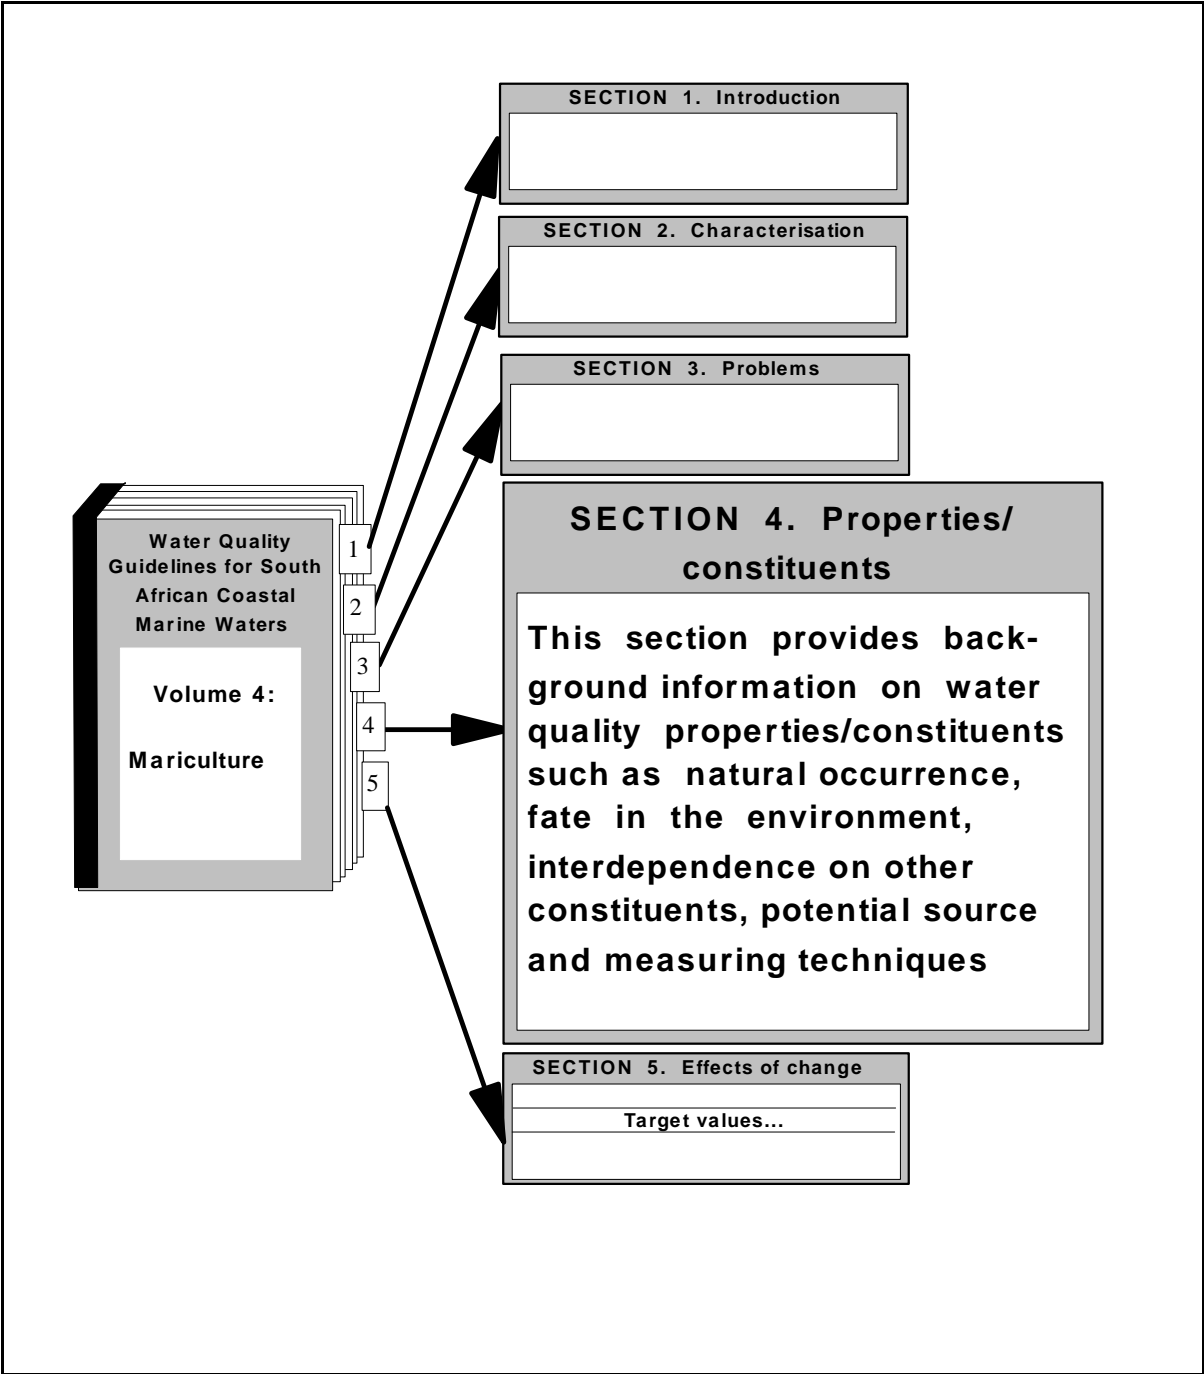 SECTION 1. Introduction
SECTION 2. Characterisation
SECTION 3. Problems
Water Quality
Guidelines for South
African Coastal
Marine Waters
Volume 4:
Mariculture
1
2
3
4
5
SECTION 4. Properties/
constituents
This section provides back-
ground information on water
quality properties/constituents
such as natural occurrence,
fate in the environment,
interdependence on other
constituents, potential source
and measuring techniques
SECTION 5. Effects of change
Target values...